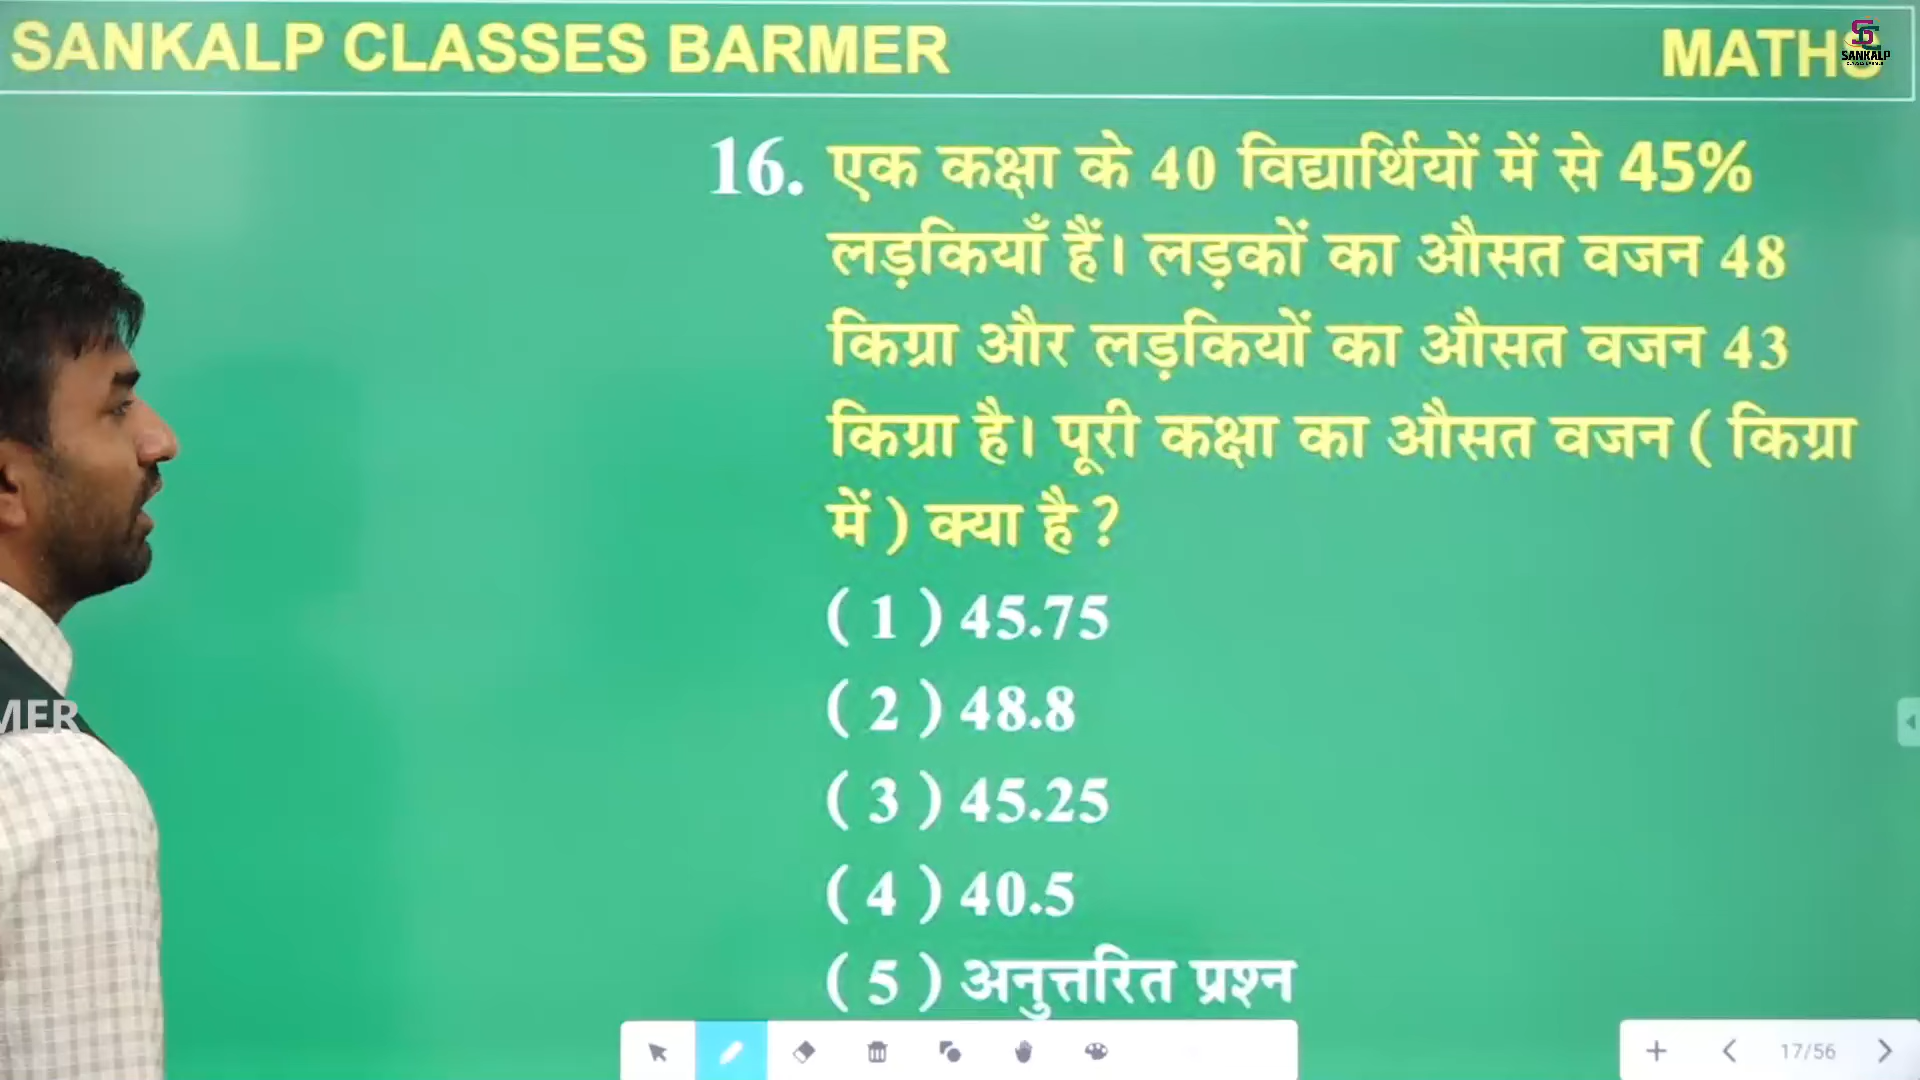 SANKALP CLASSES BARMER
MATHS
SANKALP
16. एक कक्षा के 40 विद्यार्थियों में से 45%
लड़कियाँ हैं। लड़कों का औसत वजन 48
किग्रा और लड़कियों का औसत वजन 43
किग्रा है। पूरी कक्षा का औसत वजन ( किग्रा
में ) क्या है ?
( 1 ) 45.75
( 2 ) 48.8
( 3 ) 45.25
( 4 ) 40.5
( 5 ) अनुत्तरित प्रश्न
MER
17/56